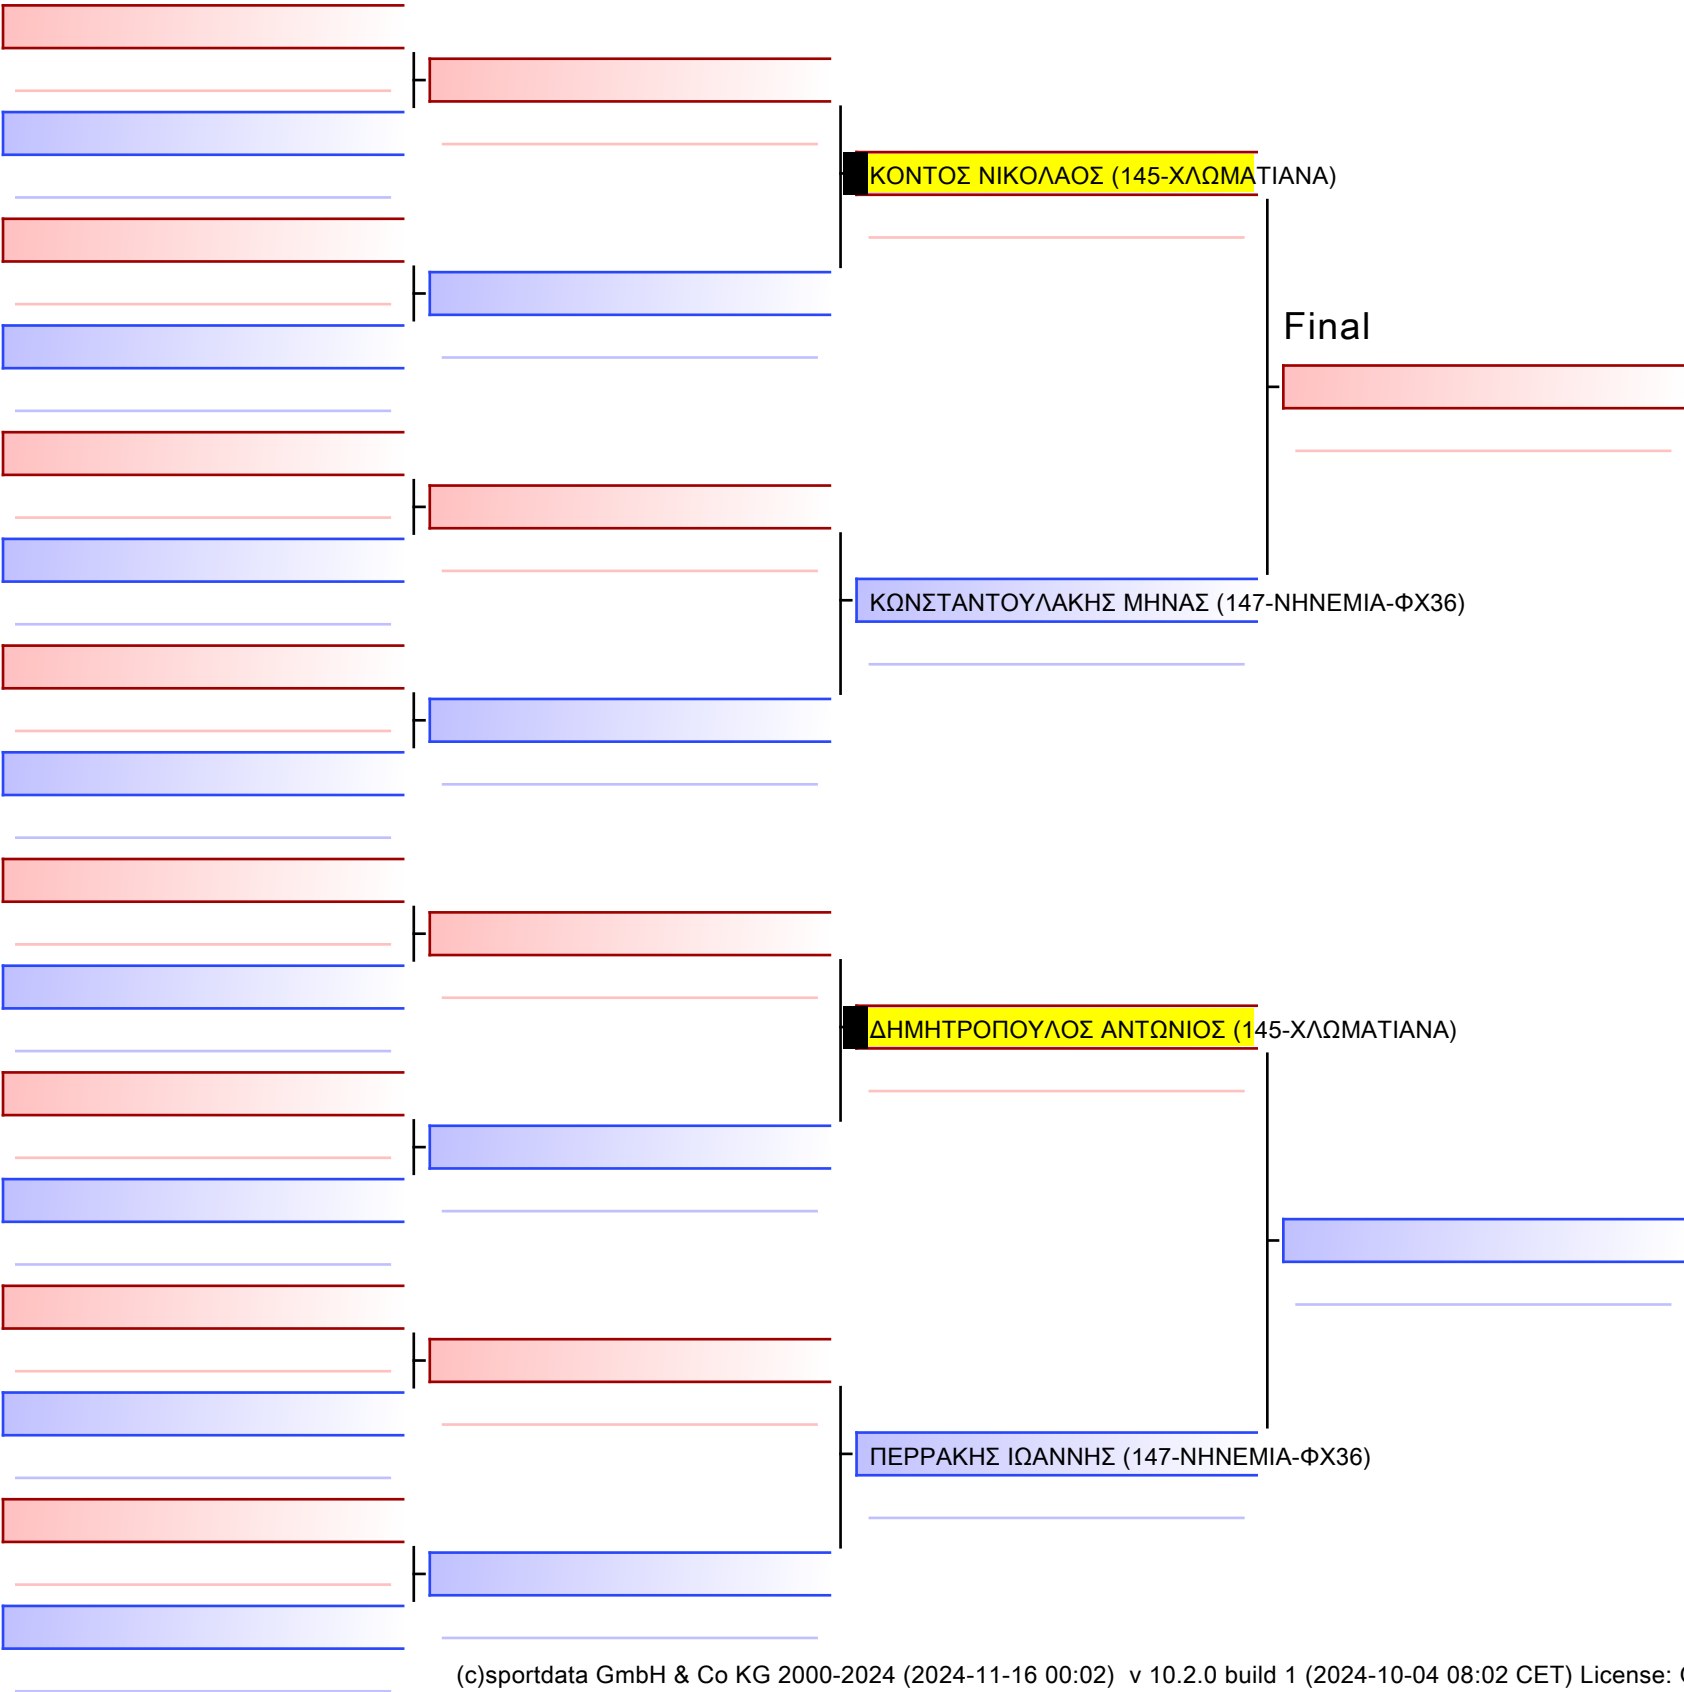 ΚΟΝΤΟΣ ΝΙΚΟΛΑΟΣ (145-ΧΛΩΜΑΤΙΑΝΑ)
Final
ΚΩΝΣΤΑΝΤΟΥΛΑΚΗΣ ΜΗΝΑΣ (147-ΝΗΝΕΜΙΑ-ΦΧ36)
ΔΗΜΗΤΡΟΠΟΥΛΟΣ ΑΝΤΩΝΙΟΣ (145-ΧΛΩΜΑΤΙΑΝΑ)
ΠΕΡΡΑΚΗΣ ΙΩΑΝΝΗΣ (147-ΝΗΝΕΜΙΑ-ΦΧ36)
(c)sportdata GmbH & Co KG 2000-2024 (2024-11-16 00:02) v 10.2.0 build 1 (2024-10-04 08:02 CET) License: